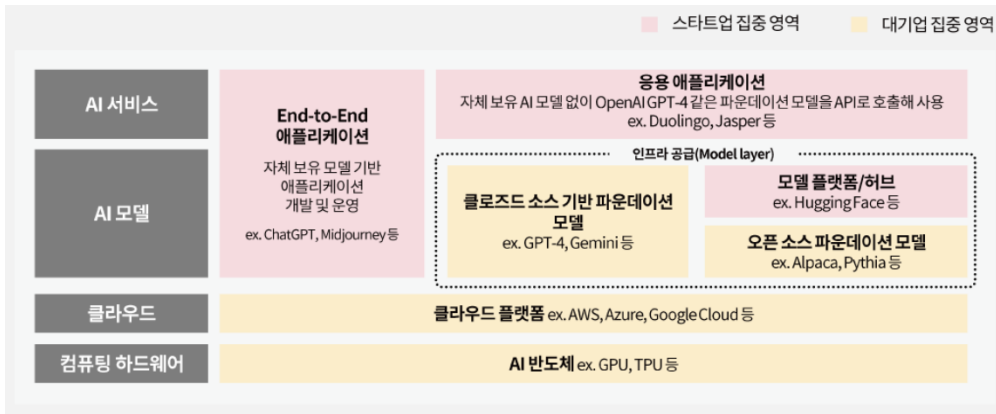 스타트업 집중 영역
대기업 집중 영역
AI 서비스
End-to-End
애플리케이션
자체 보유 모델 기반
애플리케이션
개발 및 운영
ex. ChatGPT, Midjourney 등
응용 애플리케이션
자체 보유 AI 모델 없이 OpenAI GPT-4 같은 파운데이션 모델을 API로 호출해 사용
ex. Duolingo, Jasper 등
AI 모델
인프라 공급(Model layer)
클로즈드 소스 기반 파운데이션
모델
ex. GPT-4, Gemini 등
모델 플랫폼/허브
ex. Hugging Face 등
오픈 소스 파운데이션 모델
ex. Alpaca, Pythia 등
클라우드
클라우드 플랫폼 ex. AWS, Azure, Google Cloud 등
컴퓨팅 하드웨어
AI 반도체 ex. GPU, TPU 등